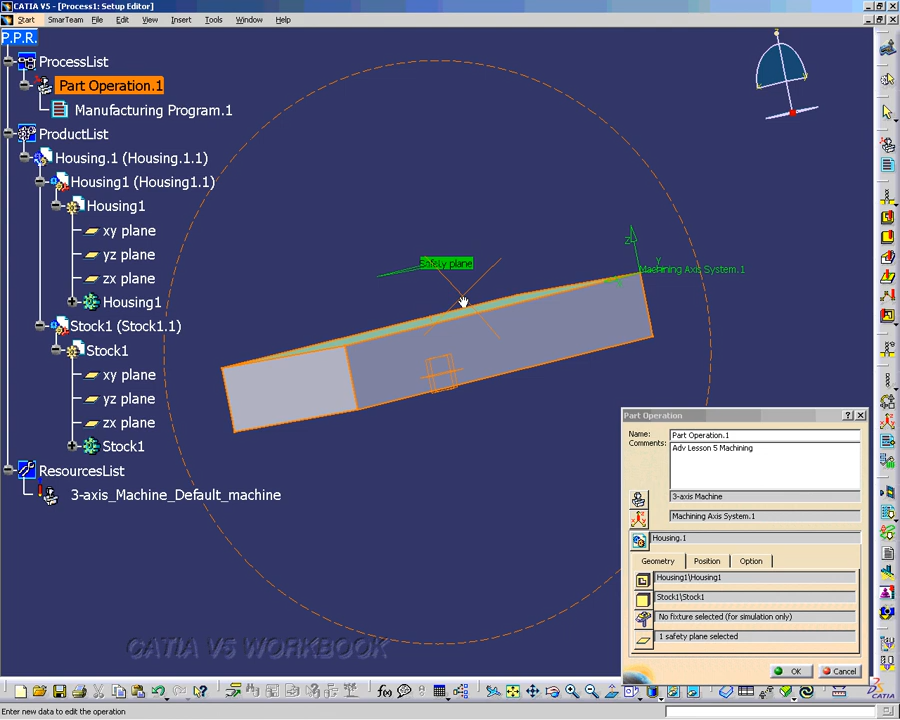 CATIA V5 - [Process1: Setup Editor]
Start SmarTeam File Edit View Insert Tools Window Help
P.P.R.
ProcessList
Part Operation.1
Manufacturing Program.1
ProductList
Housing.1 (Housing.1.1)
Housing1 (Housing1.1)
Housing1
xy plane
yz plane
zx plane
Housing1
Stock1 (Stock1.1)
Stock1
xy plane
yz plane
zx plane
Stock1
ResourcesList
3-axis_Machine_Default_machine
Safety plane
Z
Y
Machining Axis System.1
Part Operation
Name: Part Operation.1
Comments: Adv Lesson 5 Machining
3-axis Machine
Machining Axis System.1
Housing.1
Geometry Position Option
Housing1\Housing1
Stock1\Stock1
No fixture selected (for simulation only)
1 safety plane selected
OK Cancel
CATIA V5 WORKBOOK
f(x)
Enter new data to edit the operation
CATIA